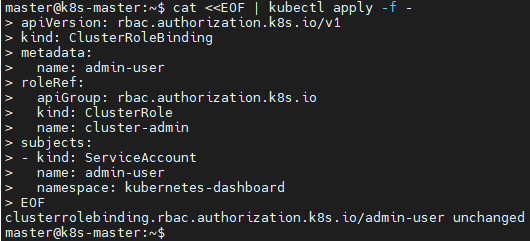 master@k8s-master:~$ cat <<EOF | kubectl apply -f -
> apiVersion: rbac.authorization.k8s.io/v1
> kind: ClusterRoleBinding
> metadata:
>   name: admin-user
> roleRef:
>   apiGroup: rbac.authorization.k8s.io
>   kind: ClusterRole
>   name: cluster-admin
> subjects:
> - kind: ServiceAccount
>   name: admin-user
>   namespace: kubernetes-dashboard
> EOF
clusterrolebinding.rbac.authorization.k8s.io/admin-user unchanged
master@k8s-master:~$